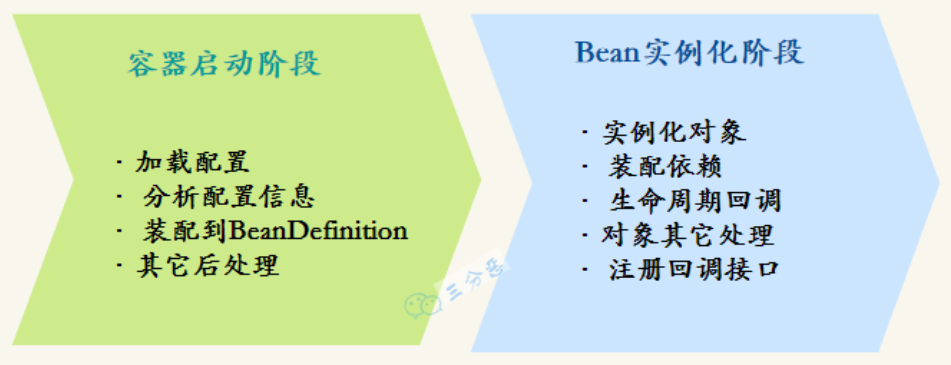 容器启动阶段
· 加载配置
· 分析配置信息
· 装配到BeanDefinition
· 其它后处理
Bean实例化阶段
· 实例化对象
· 装配依赖
· 生命周期回调
· 对象其它处理
· 注册回调接口
三分恶